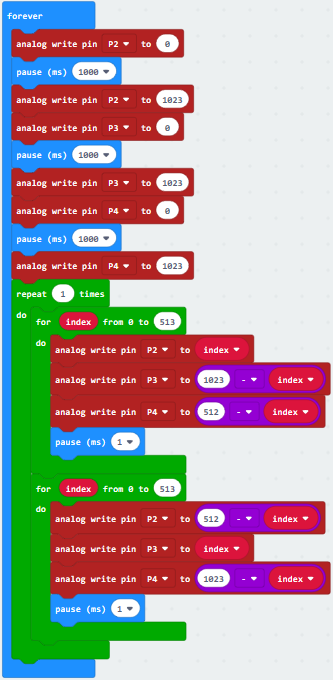 forever
analog write pin P2 to 0
pause (ms) 1000
analog write pin P2 to 1023
analog write pin P3 to 0
pause (ms) 1000
analog write pin P3 to 1023
analog write pin P4 to 0
pause (ms) 1000
analog write pin P4 to 1023
repeat 1 times
do
for index from 0 to 513
do
analog write pin P2 to index
analog write pin P3 to 1023 - index
analog write pin P4 to 512 - index
pause (ms) 1
for index from 0 to 513
do
analog write pin P2 to 512 - index
analog write pin P3 to index
analog write pin P4 to 1023 - index
pause (ms) 1